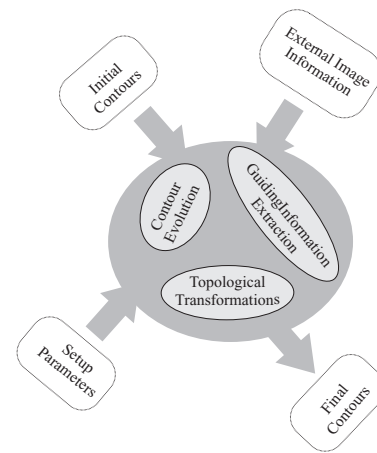 Initial
Contours
External Image
Information
Contour
Evolution
GuidingInformation
Extraction
Topological
Transformations
Setup
Parameters
Final
Contours